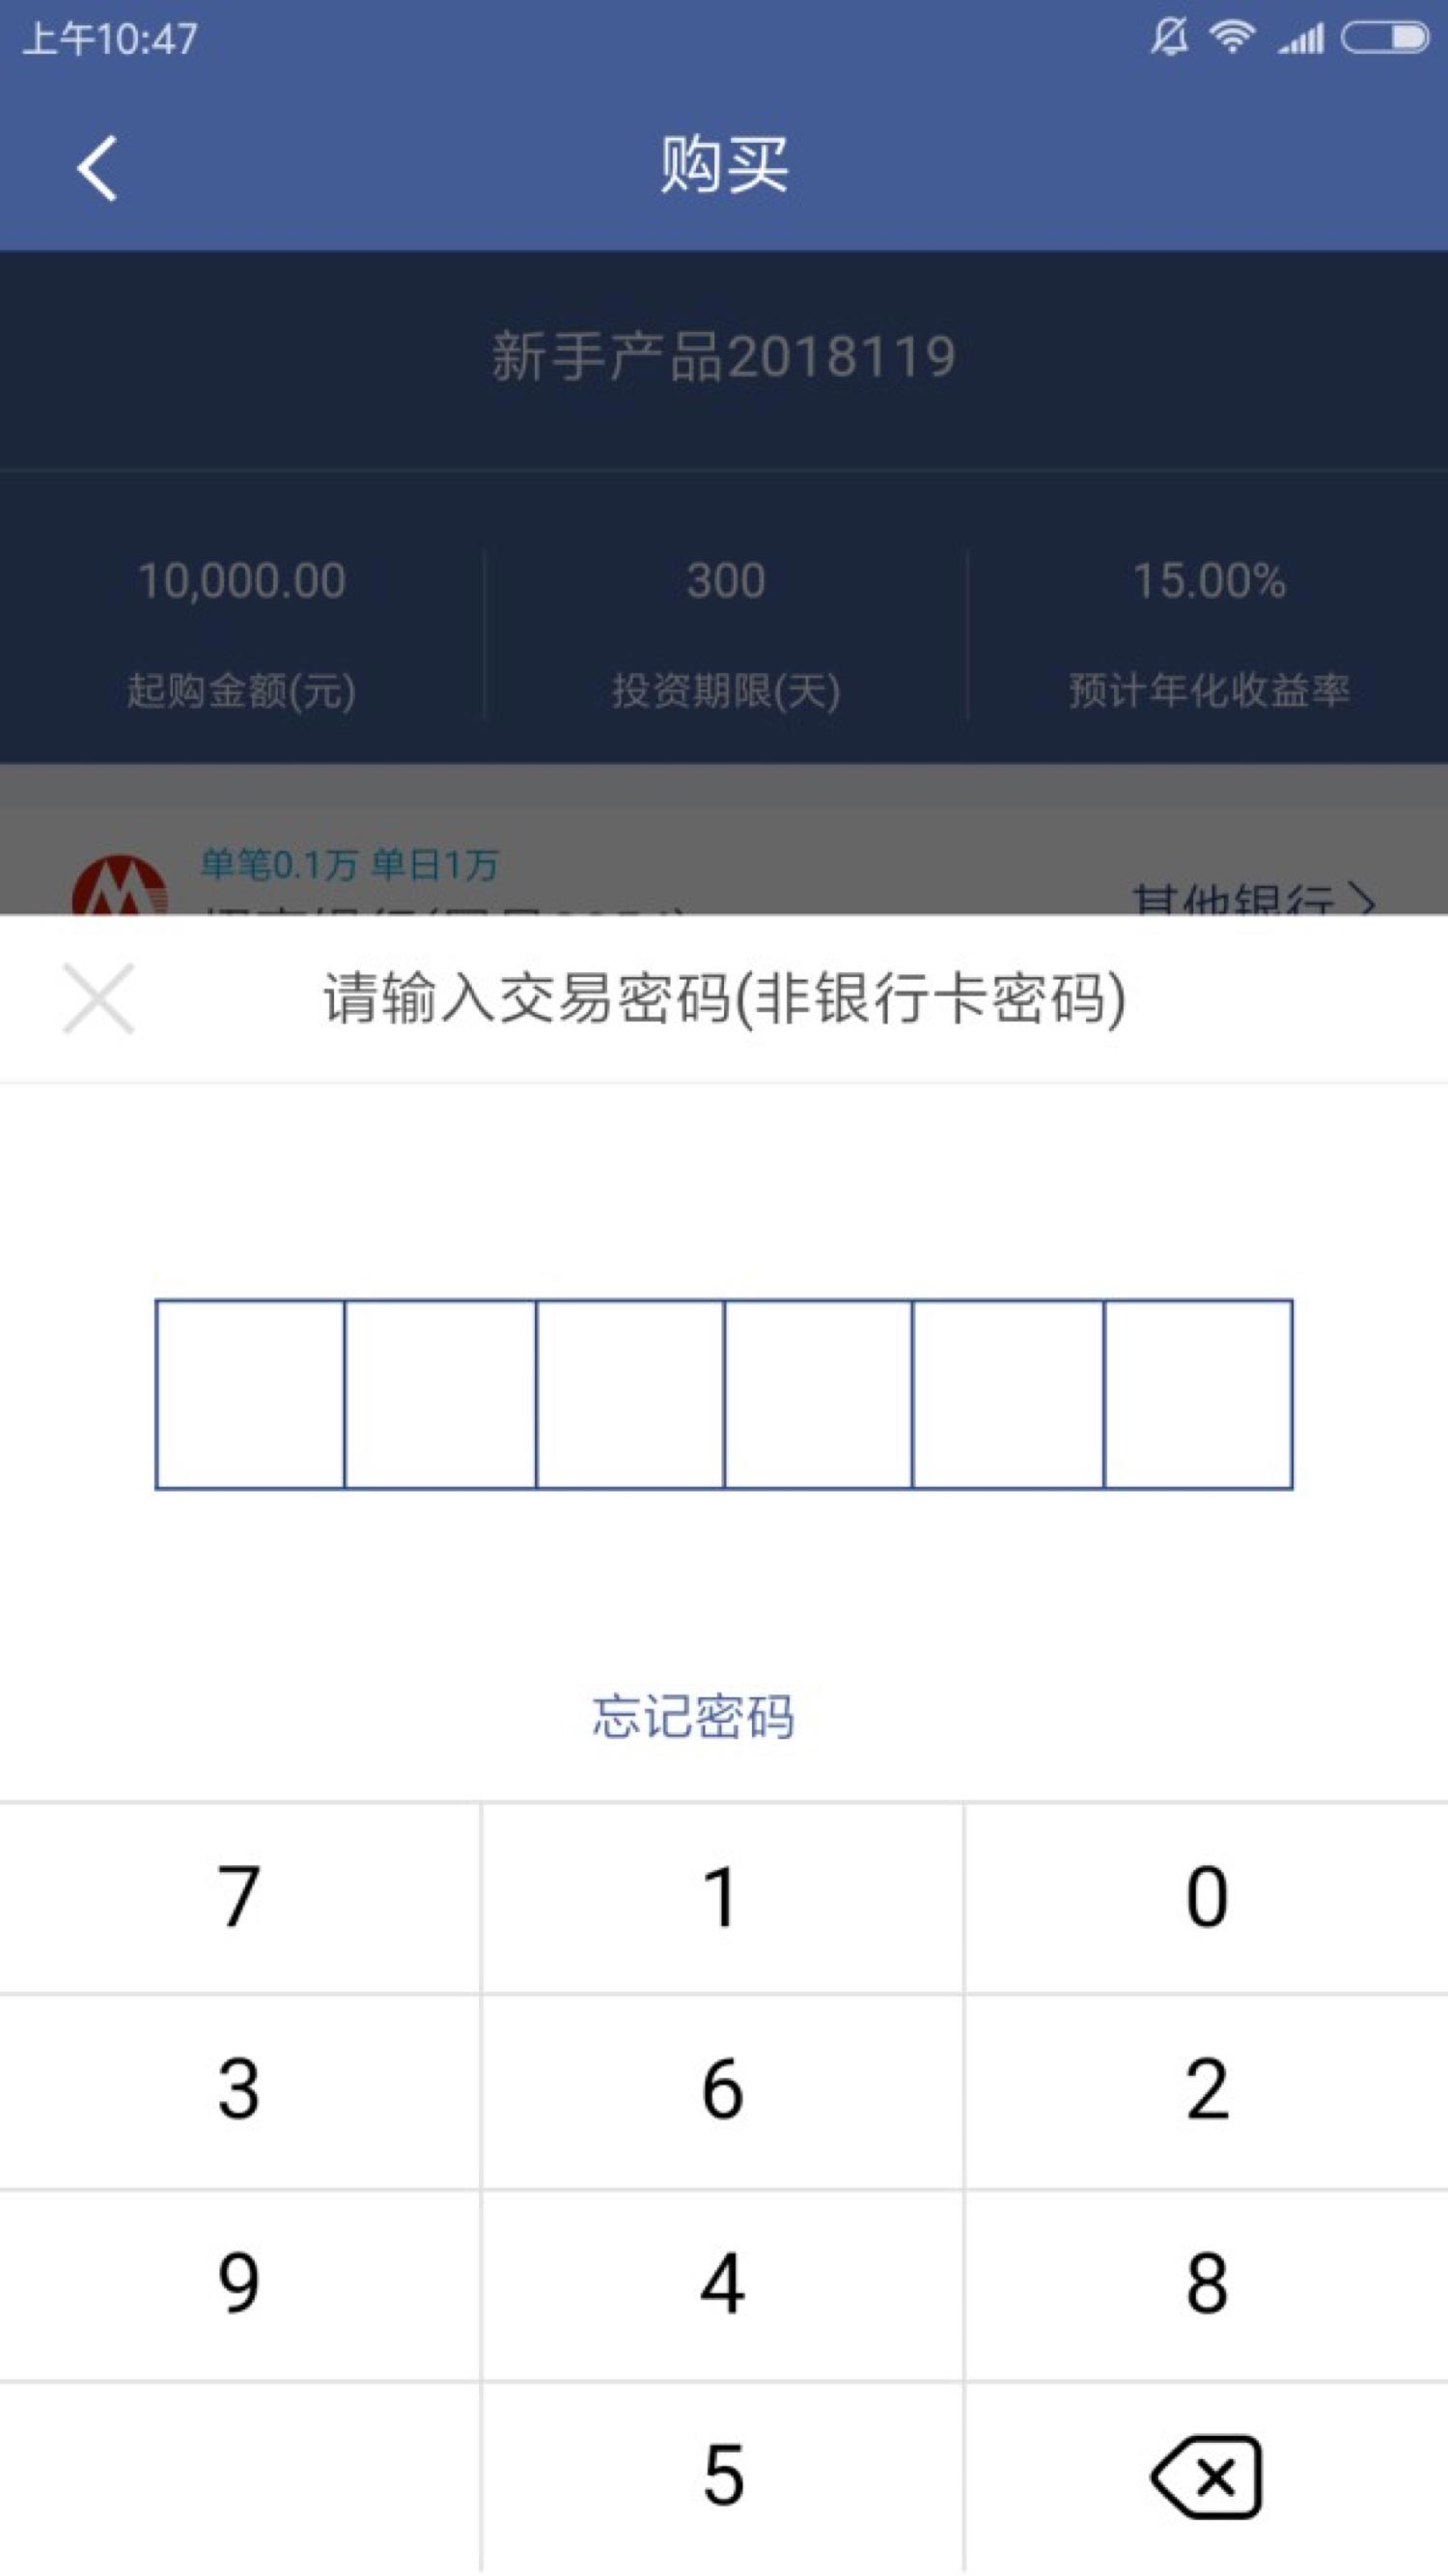 上午10:47
购买
新手产品2018119
10,000.00
300
15.00%
起购金额(元)
投资期限(天)
预计年化收益率
单笔0.1万 单日1万
其他银行
请输入交易密码(非银行卡密码)
忘记密码
7 1 0
3 6 2
9 4 8
5